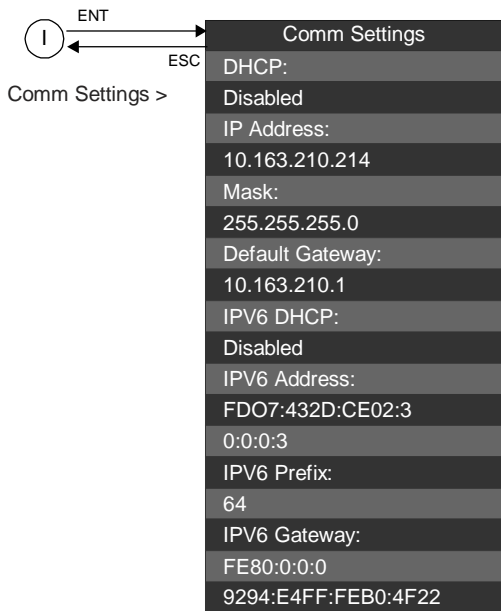 ENT
I
ESC
Comm Settings >
Comm Settings
DHCP:
Disabled
IP Address:
10.163.210.214
Mask:
255.255.255.0
Default Gateway:
10.163.210.1
IPV6 DHCP:
Disabled
IPV6 Address:
FDO7:432D:CE02:3
0:0:0:3
IPV6 Prefix:
64
IPV6 Gateway:
FE80:0:0:0
9294:E4FF:FEB0:4F22